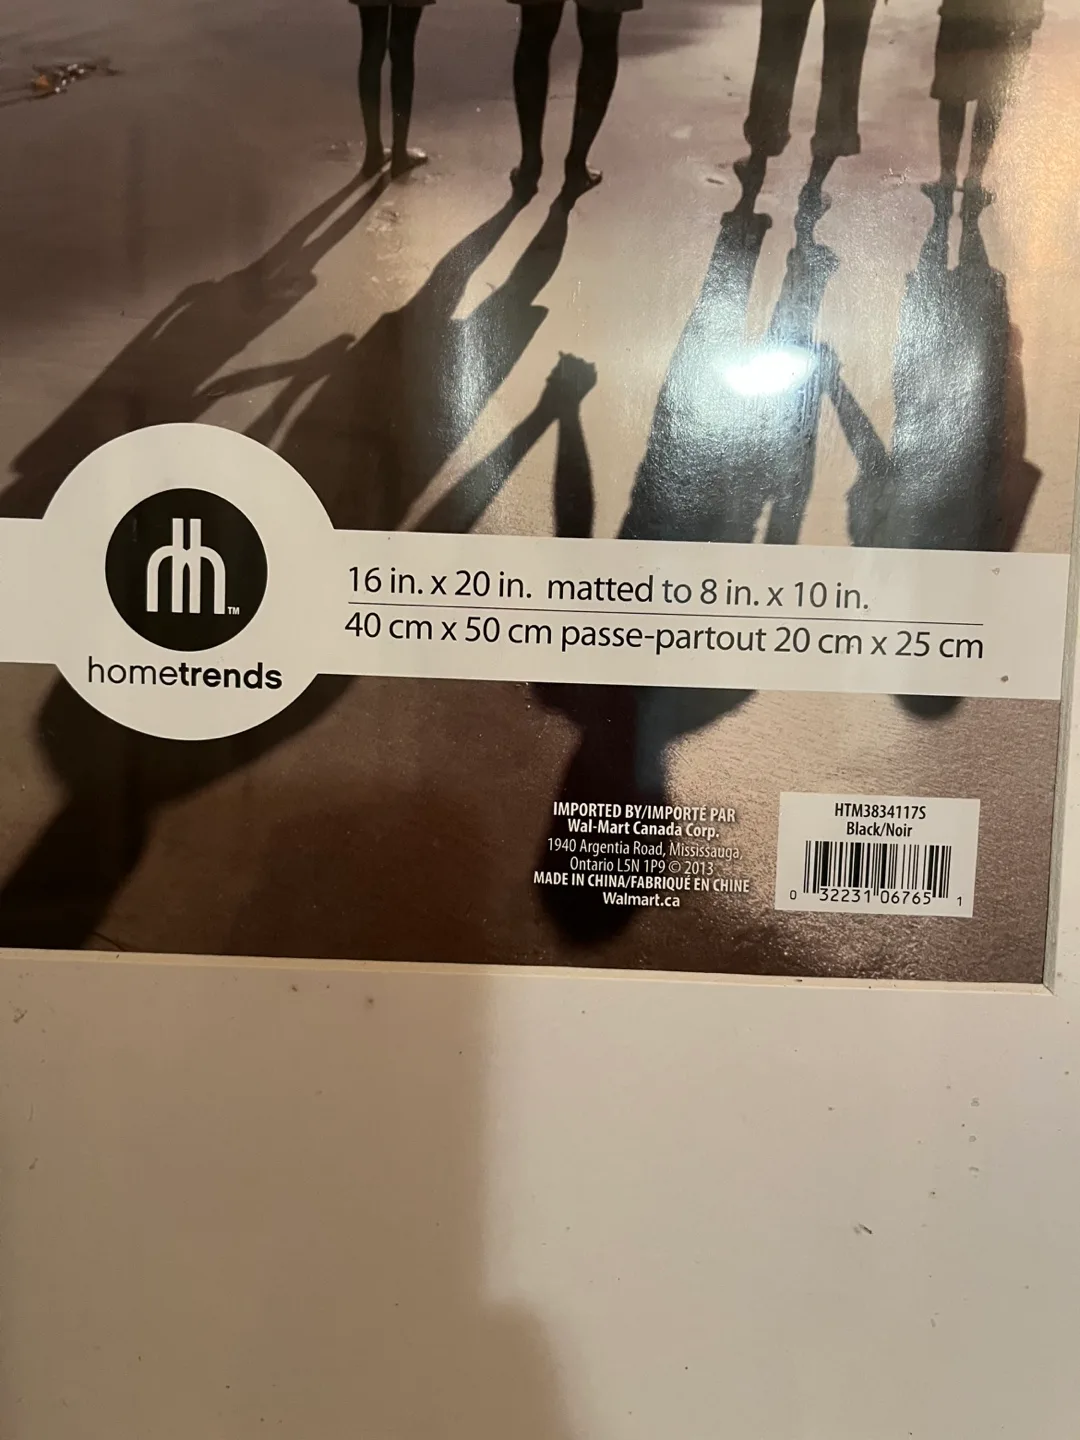 16 in. x 20 in. matted to 8 in. x 10 in.
40 cm x 50 cm passe-partout 20 cm x 25 cm
TM
hometrends
IMPORTED BY/IMPORTÉ PAR
Wal-Mart Canada Corp.
1940 Argentia Road, Mississauga,
Ontario L5N 1P9 © 2013
MADE IN CHINA/FABRIQUÉ EN CHINE
Walmart.ca
HTM3834117S
Black/Noir
0 32231 06765 1